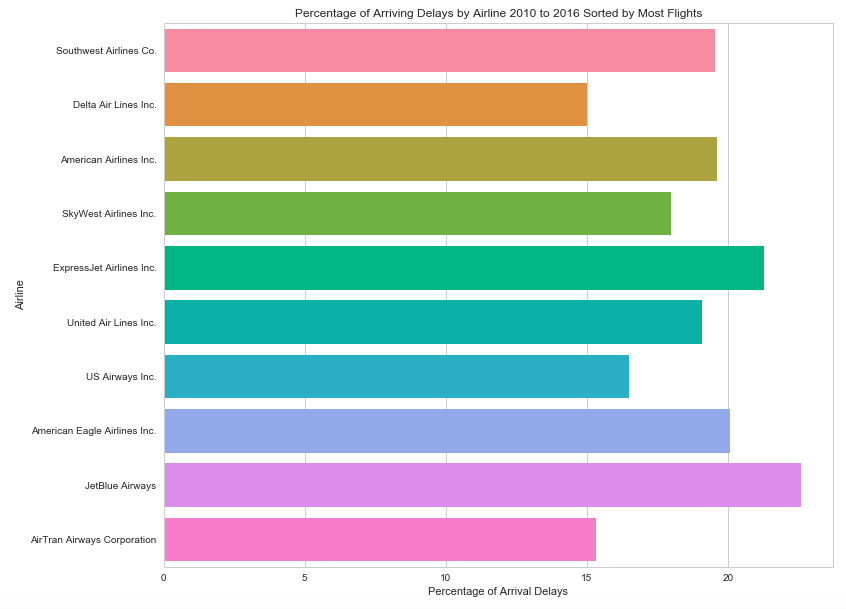 Percentage of Arriving Delays by Airline 2010 to 2016 Sorted by Most Flights
Airline
Southwest Airlines Co.
Delta Air Lines Inc.
American Airlines Inc.
SkyWest Airlines Inc.
ExpressJet Airlines Inc.
United Air Lines Inc.
US Airways Inc.
American Eagle Airlines Inc.
JetBlue Airways
AirTran Airways Corporation
0 5 10 15 20
Percentage of Arrival Delays